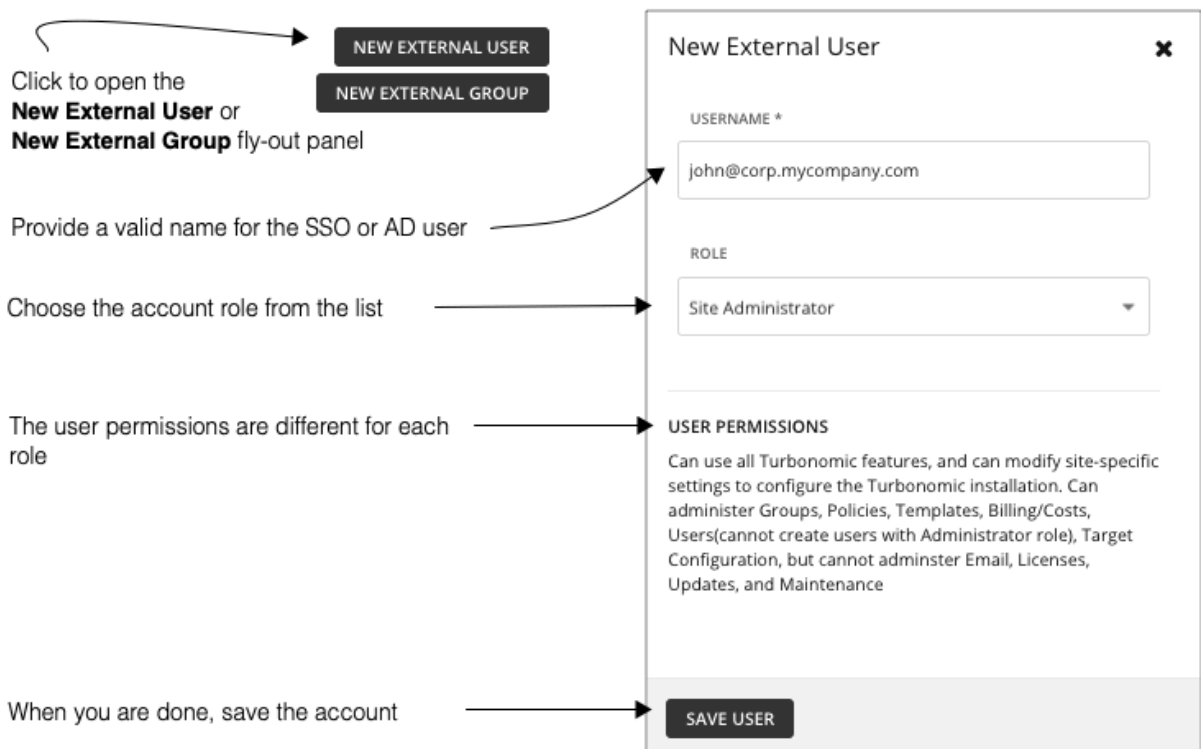 NEW EXTERNAL USER
NEW EXTERNAL GROUP
Click to open the
New External User or
New External Group fly-out panel
Provide a valid name for the SSO or AD user
Choose the account role from the list
The user permissions are different for each
role
When you are done, save the account
New External User
USERNAME *
john@corp.mycompany.com
ROLE
Site Administrator
USER PERMISSIONS
Can use all Turbonomic features, and can modify site-specific
settings to configure the Turbonomic installation. Can
administer Groups, Policies, Templates, Billing/Costs,
Users(cannot create users with Administrator role), Target
Configuration, but cannot adminster Email, Licenses,
Updates, and Maintenance
SAVE USER